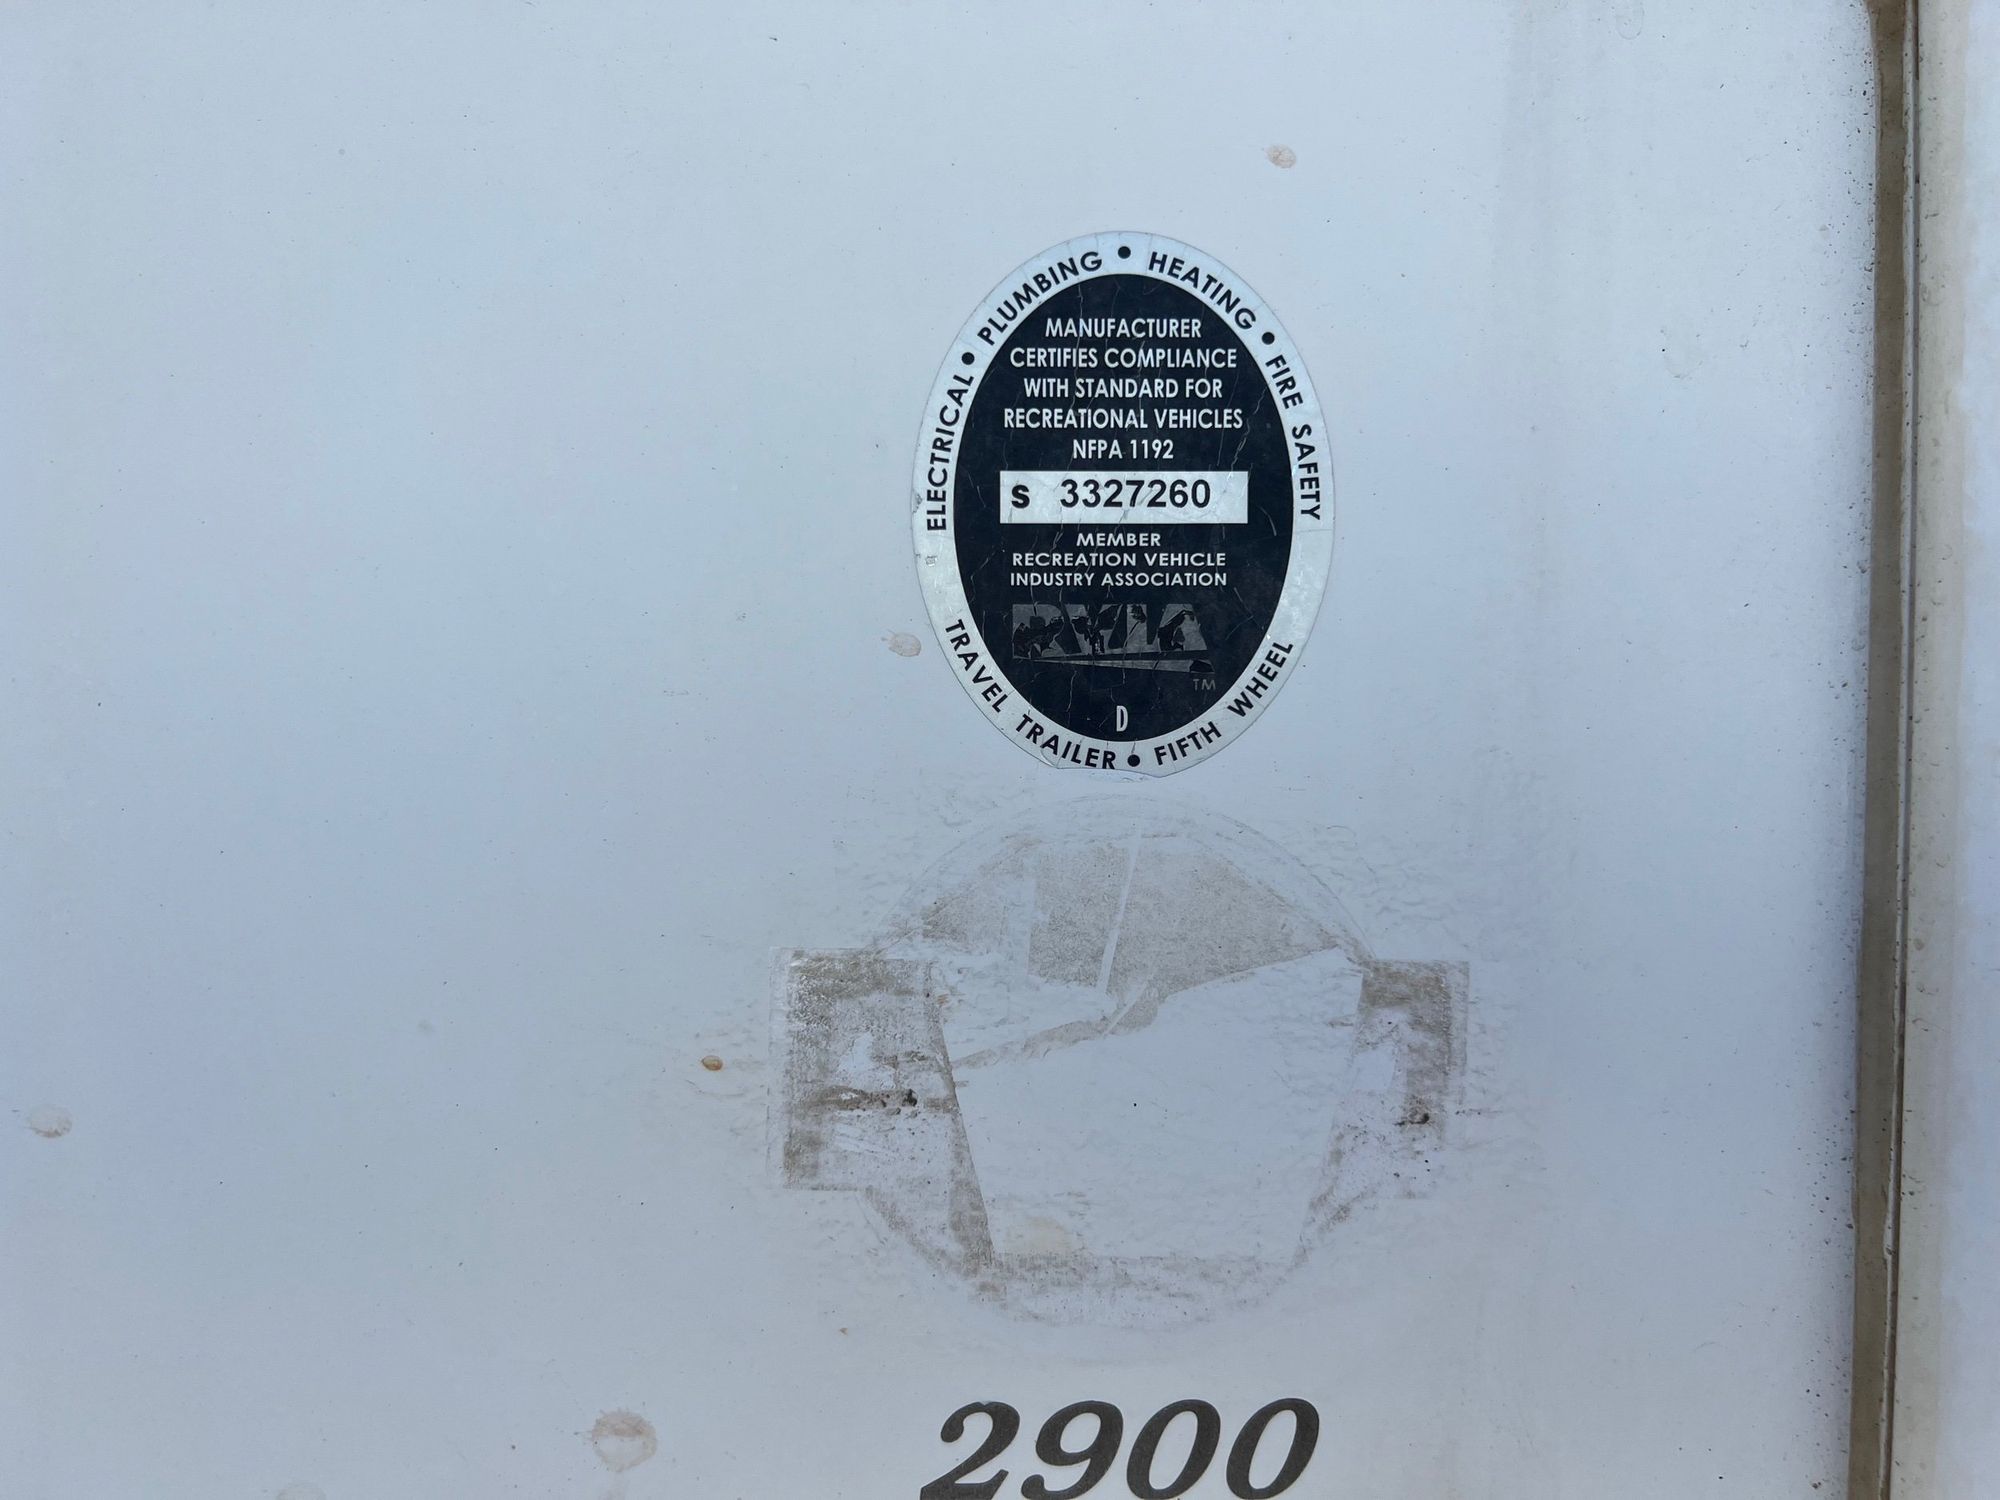 ELECTRICAL • PLUMBING • HEATING • FIRE SAFETY
MANUFACTURER
CERTIFIES COMPLIANCE
WITH STANDARD FOR
RECREATIONAL VEHICLES
NFPA 1192
S 3327260
MEMBER
RECREATION VEHICLE
INDUSTRY ASSOCIATION
RVIA
TM
D
TRAVEL TRAILER • FIFTH WHEEL
2900